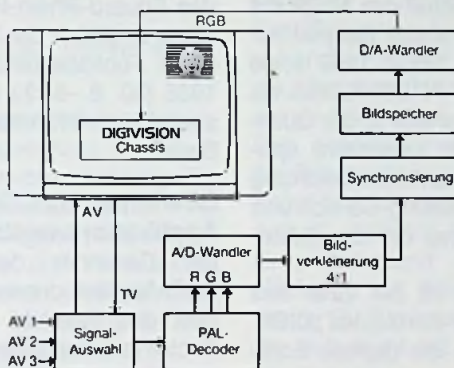 RGB
D/A-Wandler
Bildspeicher
Synchronisierung
DIGIVISION
Chassis
AV
TV
A/D-Wandler
R G B
Bild-
verkleinerung
4:1
AV 1
AV 2
AV 3
Signal-
Auswahl
PAL-
Decoder